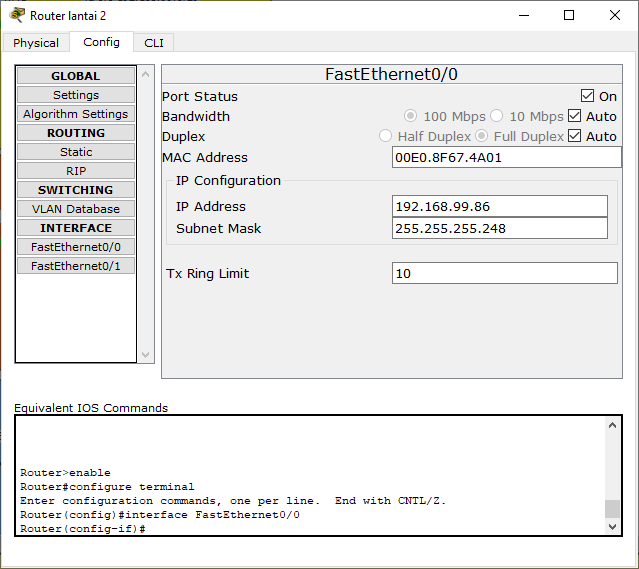 Router lantai 2
Physical Config CLI
GLOBAL
Settings
Algorithm Settings
ROUTING
Static
RIP
SWITCHING
VLAN Database
INTERFACE
FastEthernet0/0
FastEthernet0/1
FastEthernet0/0
Port Status On
Bandwidth 100 Mbps 10 Mbps Auto
Duplex Half Duplex Full Duplex Auto
MAC Address 00E0.8F67.4A01
IP Configuration
IP Address 192.168.99.86
Subnet Mask 255.255.255.248
Tx Ring Limit 10
Equivalent IOS Commands
Router>enable
Router#configure terminal
Enter configuration commands, one per line.  End with CNTL/Z.
Router(config)#interface FastEthernet0/0
Router(config-if)#